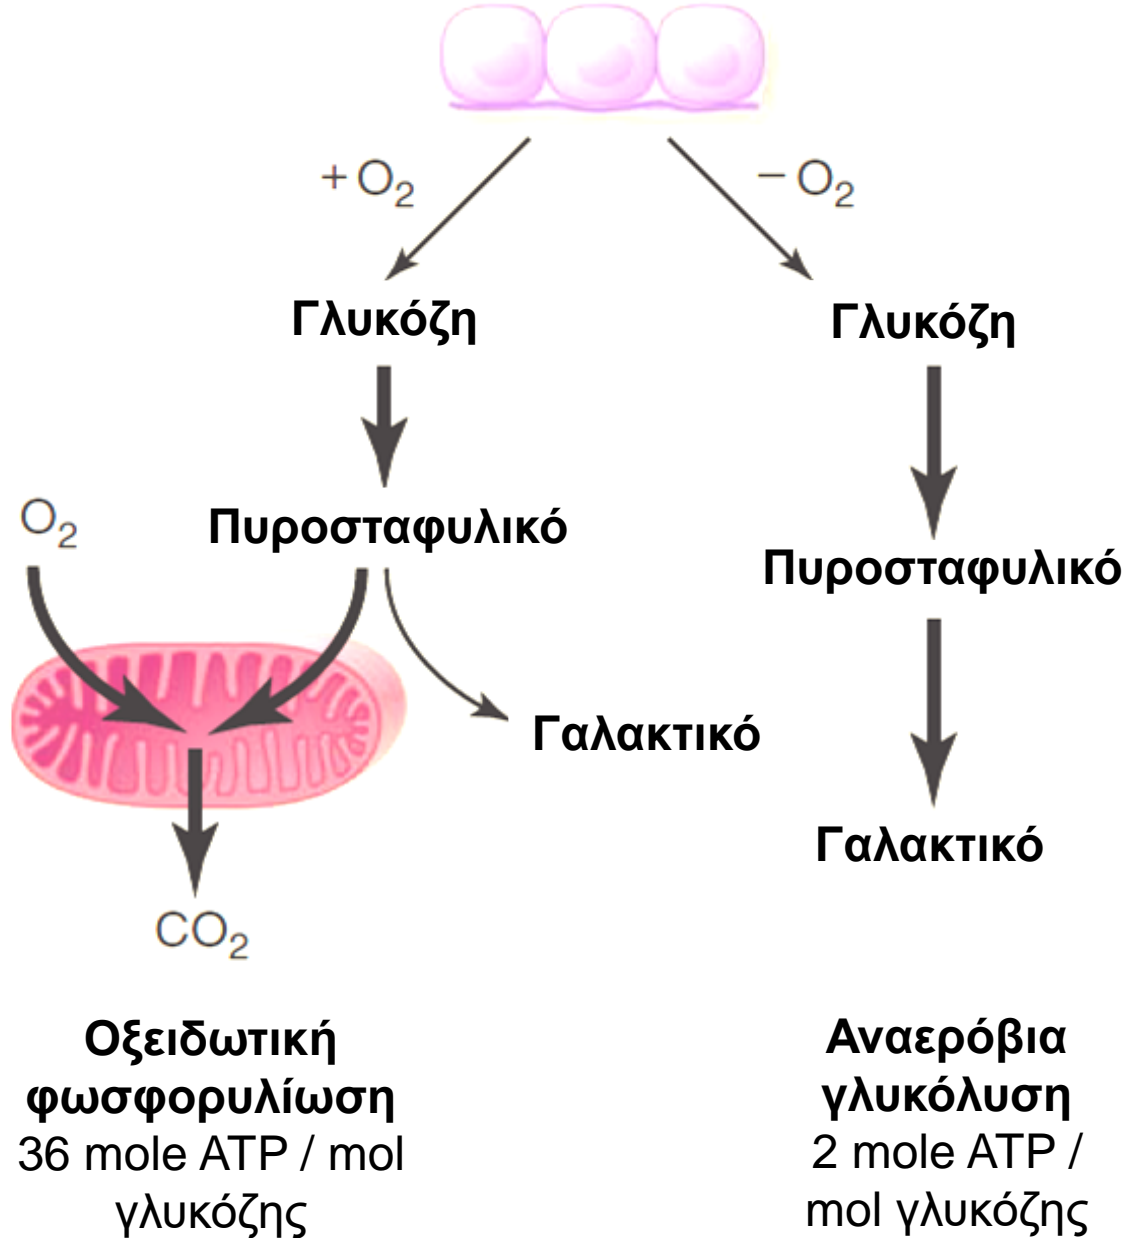 + O₂
− O₂
Γλυκόζη
Γλυκόζη
O₂
Πυροσταφυλικό
Πυροσταφυλικό
Γαλακτικό
Γαλακτικό
CO₂
Οξειδωτική
φωσφορυλίωση
36 mole ATP / mol
γλυκόζης
Αναερόβια
γλυκόλυση
2 mole ATP /
mol γλυκόζης